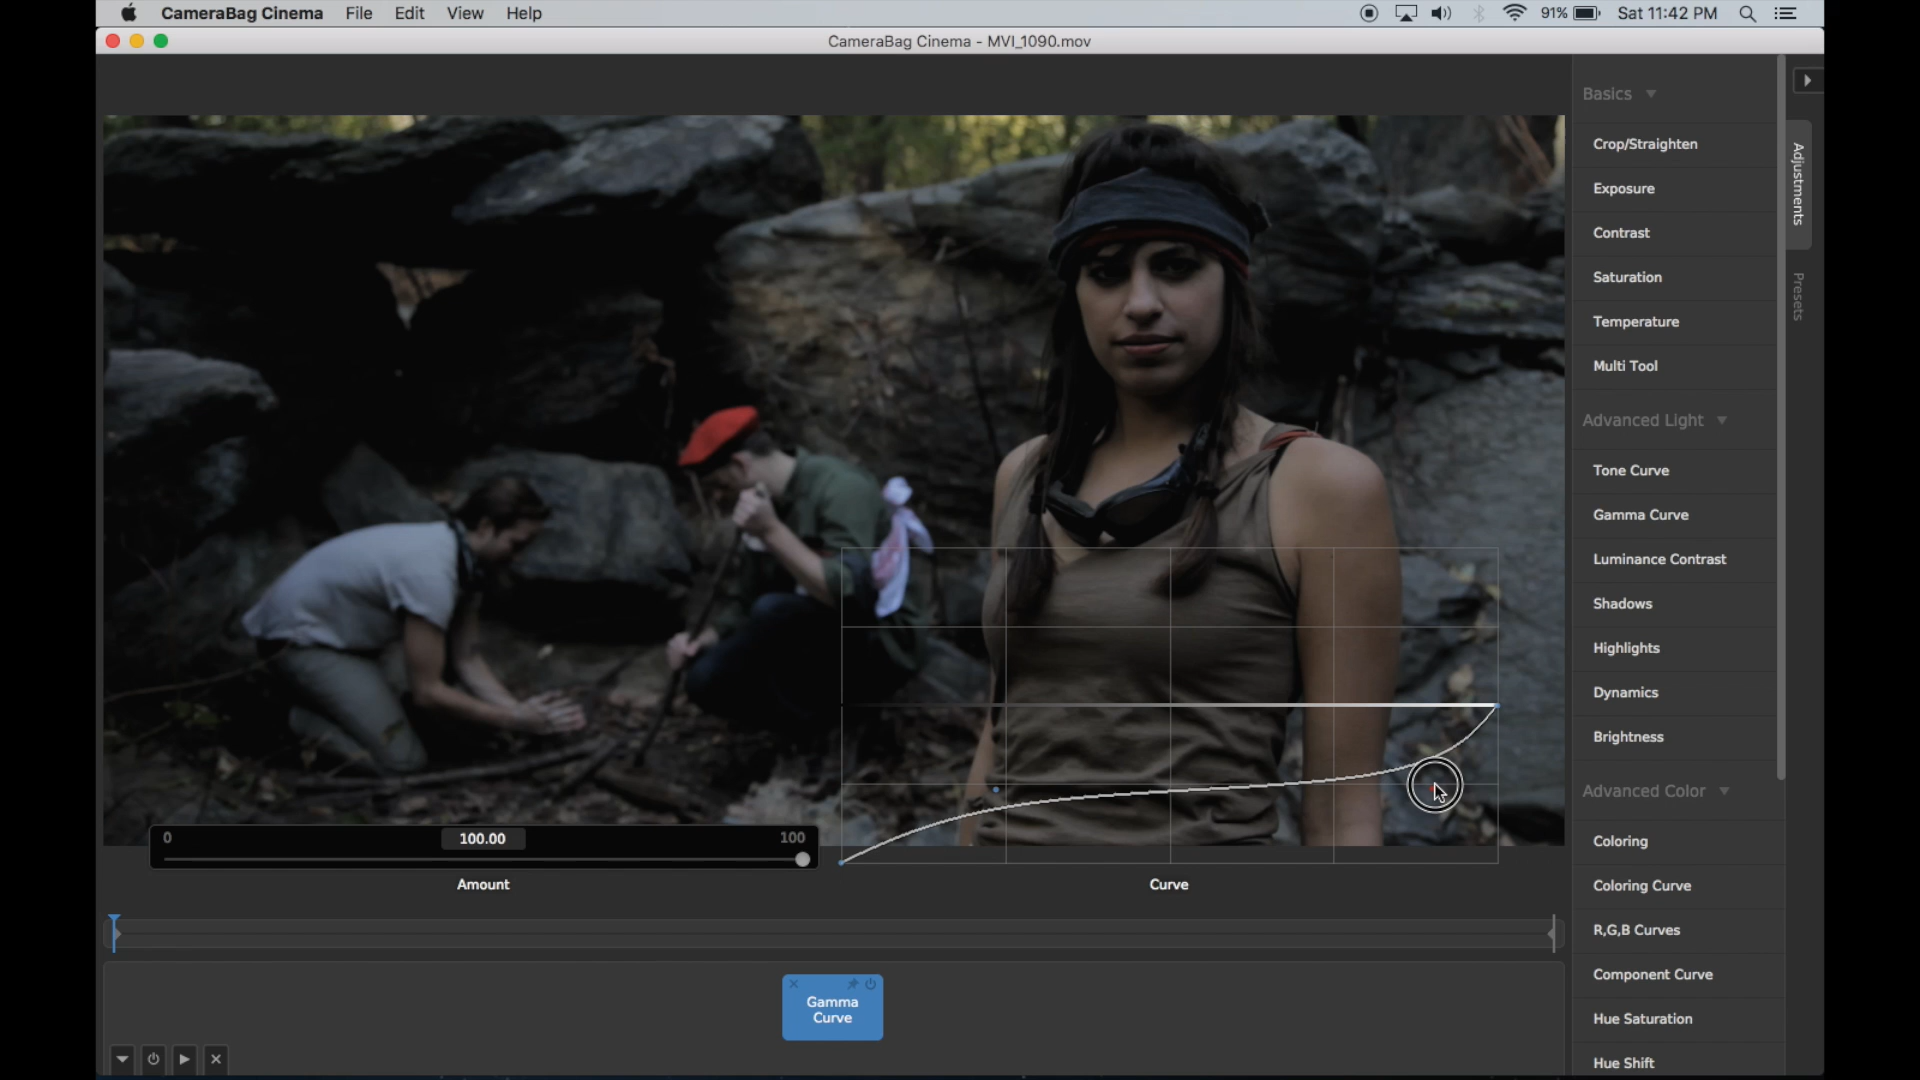 CameraBag Cinema File Edit View Help 91% Sat 11:42 PM
CameraBag Cinema - MVI_1090.mov
Basics
Crop/Straighten
Exposure
Contrast
Saturation
Temperature
Multi Tool
Advanced Light
Tone Curve
Gamma Curve
Luminance Contrast
Shadows
Highlights
Dynamics
Brightness
Advanced Color
Coloring
Coloring Curve
R,G,B Curves
Component Curve
Hue Saturation
Hue Shift
Adjustments
Presets
0 100.00 100
Amount
Curve
Gamma
Curve